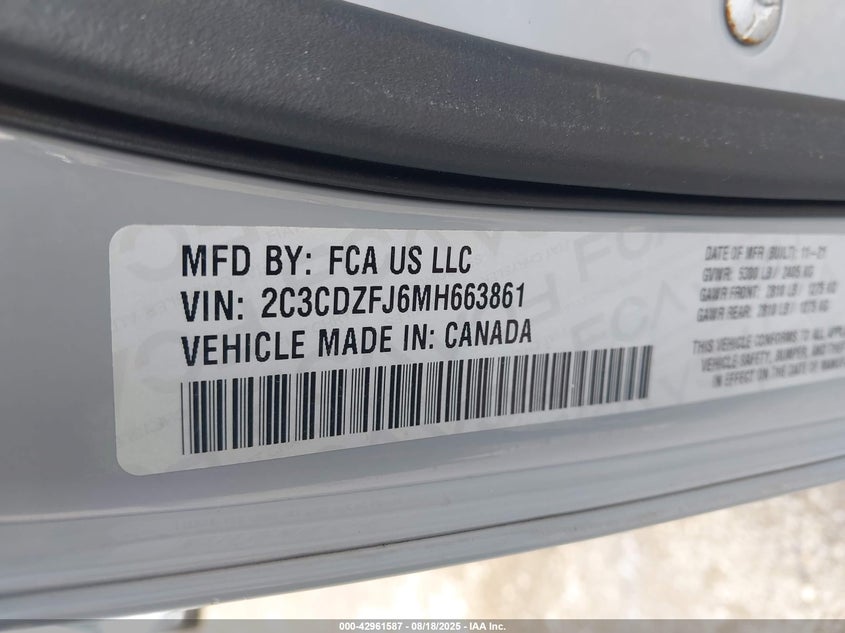 MFD BY: FCA US LLC
VIN: 2C3CDZFJ6MH663861
VEHICLE MADE IN: CANADA
DATE OF MFR (BUILT): 11-21
GVWR: 5300 LB / 2405 KG
GAWR FRONT: 2810 LB / 1275 KG
GAWR REAR: 2810 LB / 1275 KG
THIS VEHICLE CONFORMS TO ALL
VEHICLE SAFETY, BUMPER, AND
IN EFFECT ON THE DATE OF
000-42961587 - 08/18/2025 - IAA Inc.